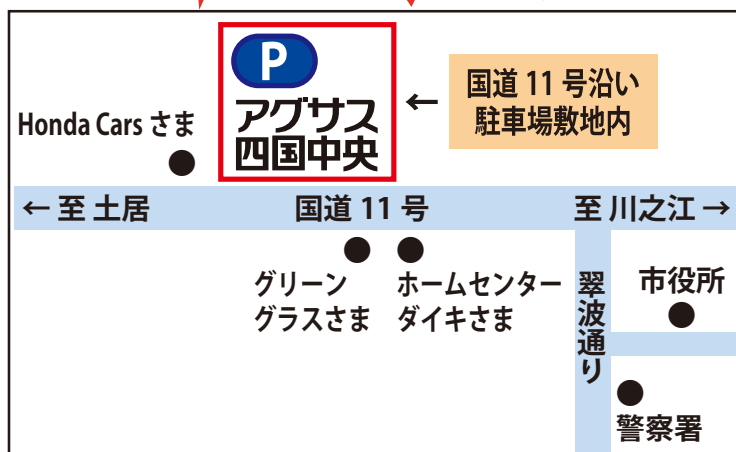 P
アグサス
四国中央
←
国道 11 号沿い
駐車場敷地内
Honda Cars さま
← 至 土居
国道 11 号
至 川之江 →
グリーン
グラスさま
ホームセンター
ダイキさま
翠波通り
市役所
警察署